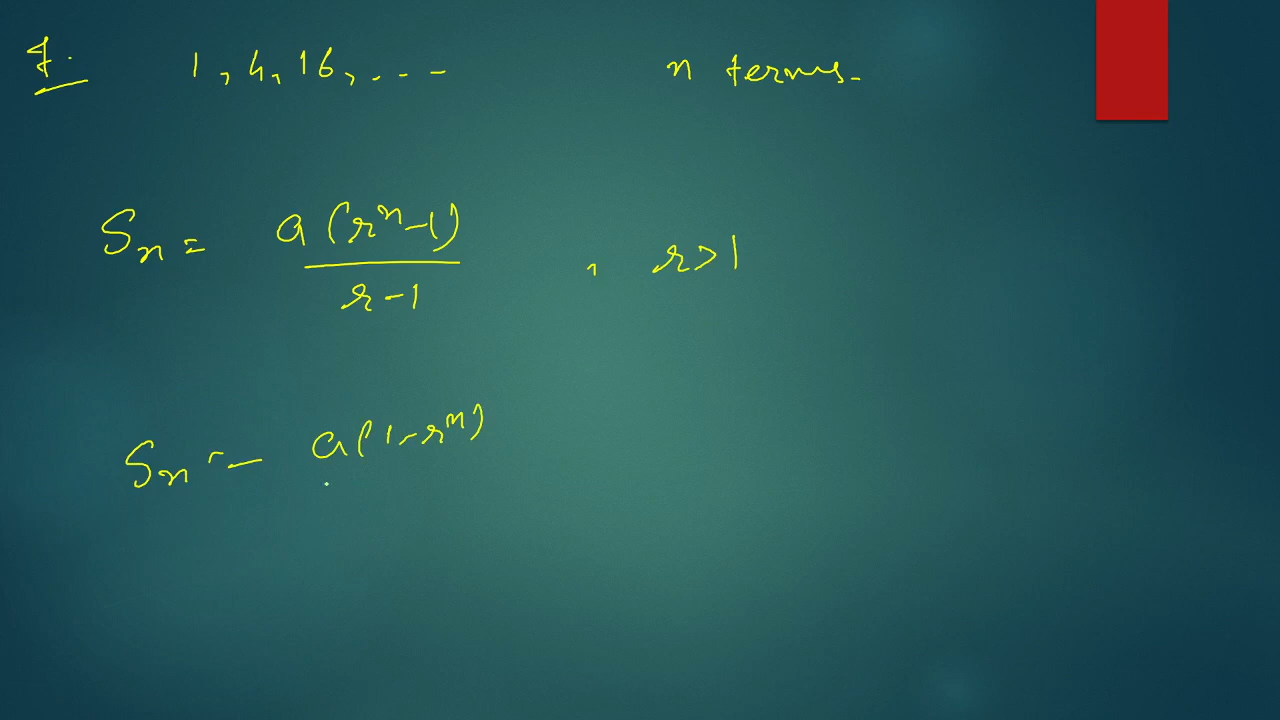 7. 1, 4, 16, ... n terms.
Sn = a(r^n-1)/r-1 , r>1
Sn = a(1-r^n)